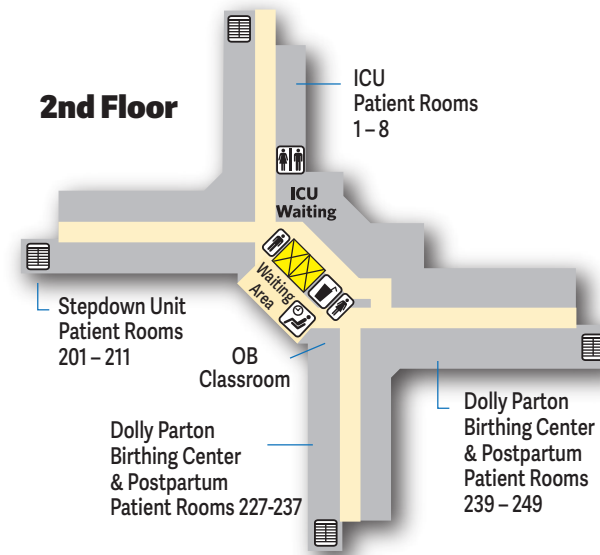 2nd Floor
ICU
Patient Rooms
1 – 8
ICU
Waiting
Waiting
Area
Stepdown Unit
Patient Rooms
201 – 211
OB
Classroom
Dolly Parton
Birthing Center
& Postpartum
Patient Rooms 227-237
Dolly Parton
Birthing Center
& Postpartum
Patient Rooms
239 – 249